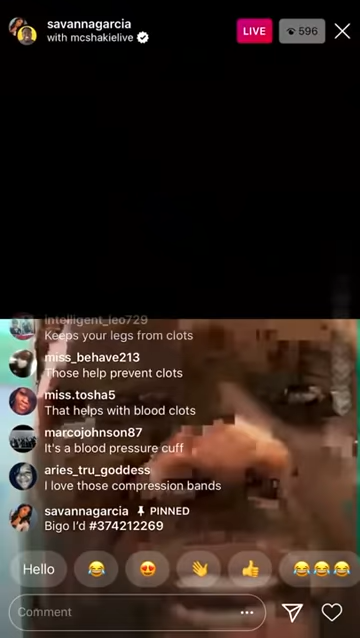 savannagarcia
with mcshakielive
LIVE
596
intelligent_leo729
Keeps your legs from clots
miss_behave213
Those help prevent clots
miss.tosha5
That helps with blood clots
marcojohnson87
It's a blood pressure cuff
aries_tru_goddess
I love those compression bands
savannagarcia PINNED
Bigo I'd #374212269
Hello
Comment